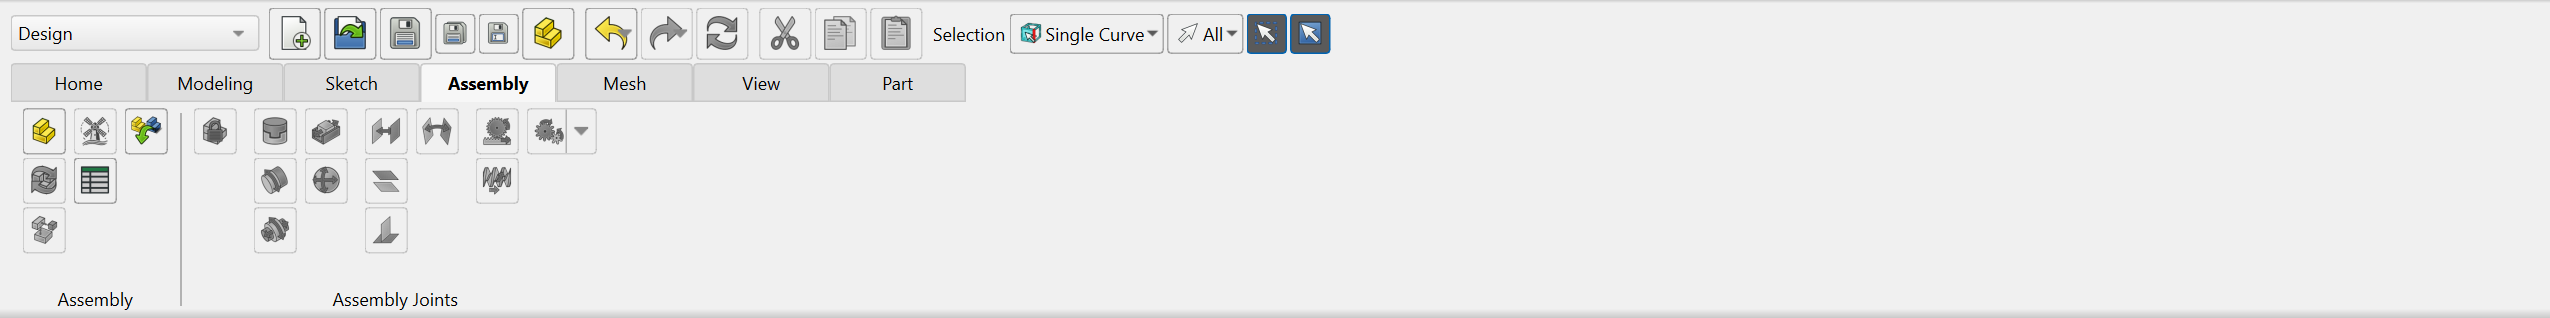 Design
Selection Single Curve All
Home Modeling Sketch Assembly Mesh View Part
Assembly Assembly Joints